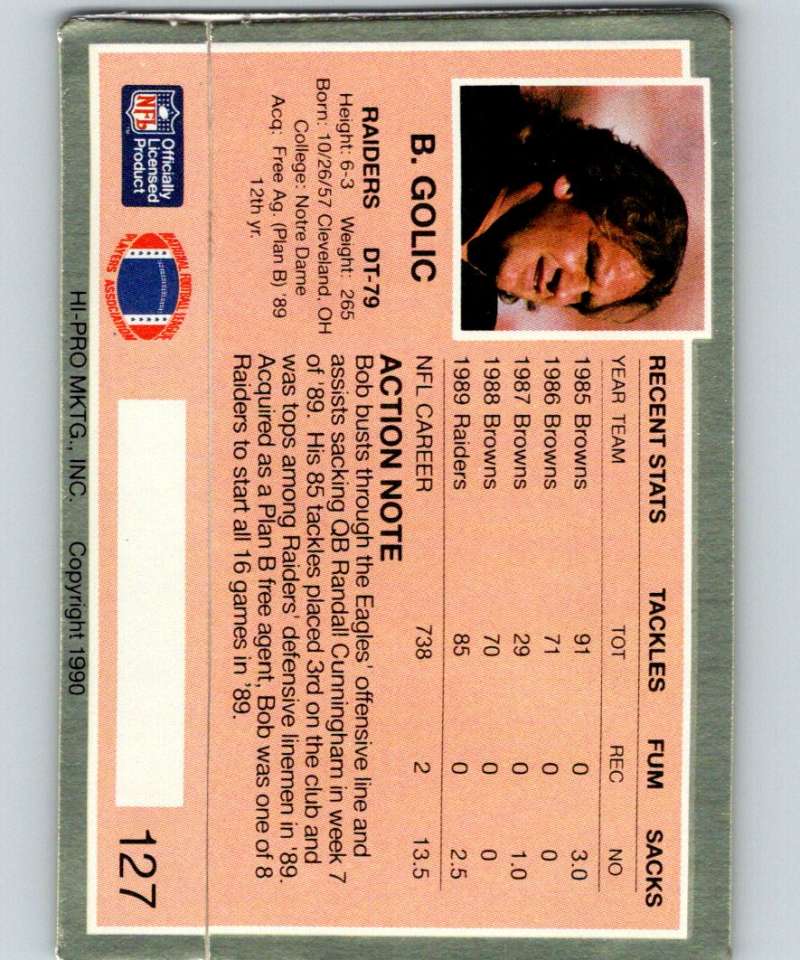 B. GOLIC
RAIDERS DT-79
Height: 6-3 Weight: 265
Born: 10/26/57 Cleveland, OH
College: Notre Dame
Acq: Free Ag. (Plan B) '89
12th yr.
RECENT STATS TACKLES FUM SACKS
YEAR TEAM TOT REC NO
1985 Browns 91 0 3.0
1986 Browns 71 0 0
1987 Browns 29 0 1.0
1988 Browns 70 0 0
1989 Raiders 85 0 2.5
NFL CAREER 738 2 13.5
ACTION NOTE
Bob busts through the Eagles' offensive line and
assists sacking QB Randall Cunningham in week 7
of '89. His 85 tackles placed 3rd on the club and
was tops among Raiders' defensive linemen in '89.
Acquired as a Plan B free agent, Bob was one of 8
Raiders to start all 16 games in '89.
NFL
Officially
Licensed
Product
NATIONAL FOOTBALL LEAGUE
PLAYERS ASSOCIATION
127
HI-PRO MKTG., INC. Copyright 1990